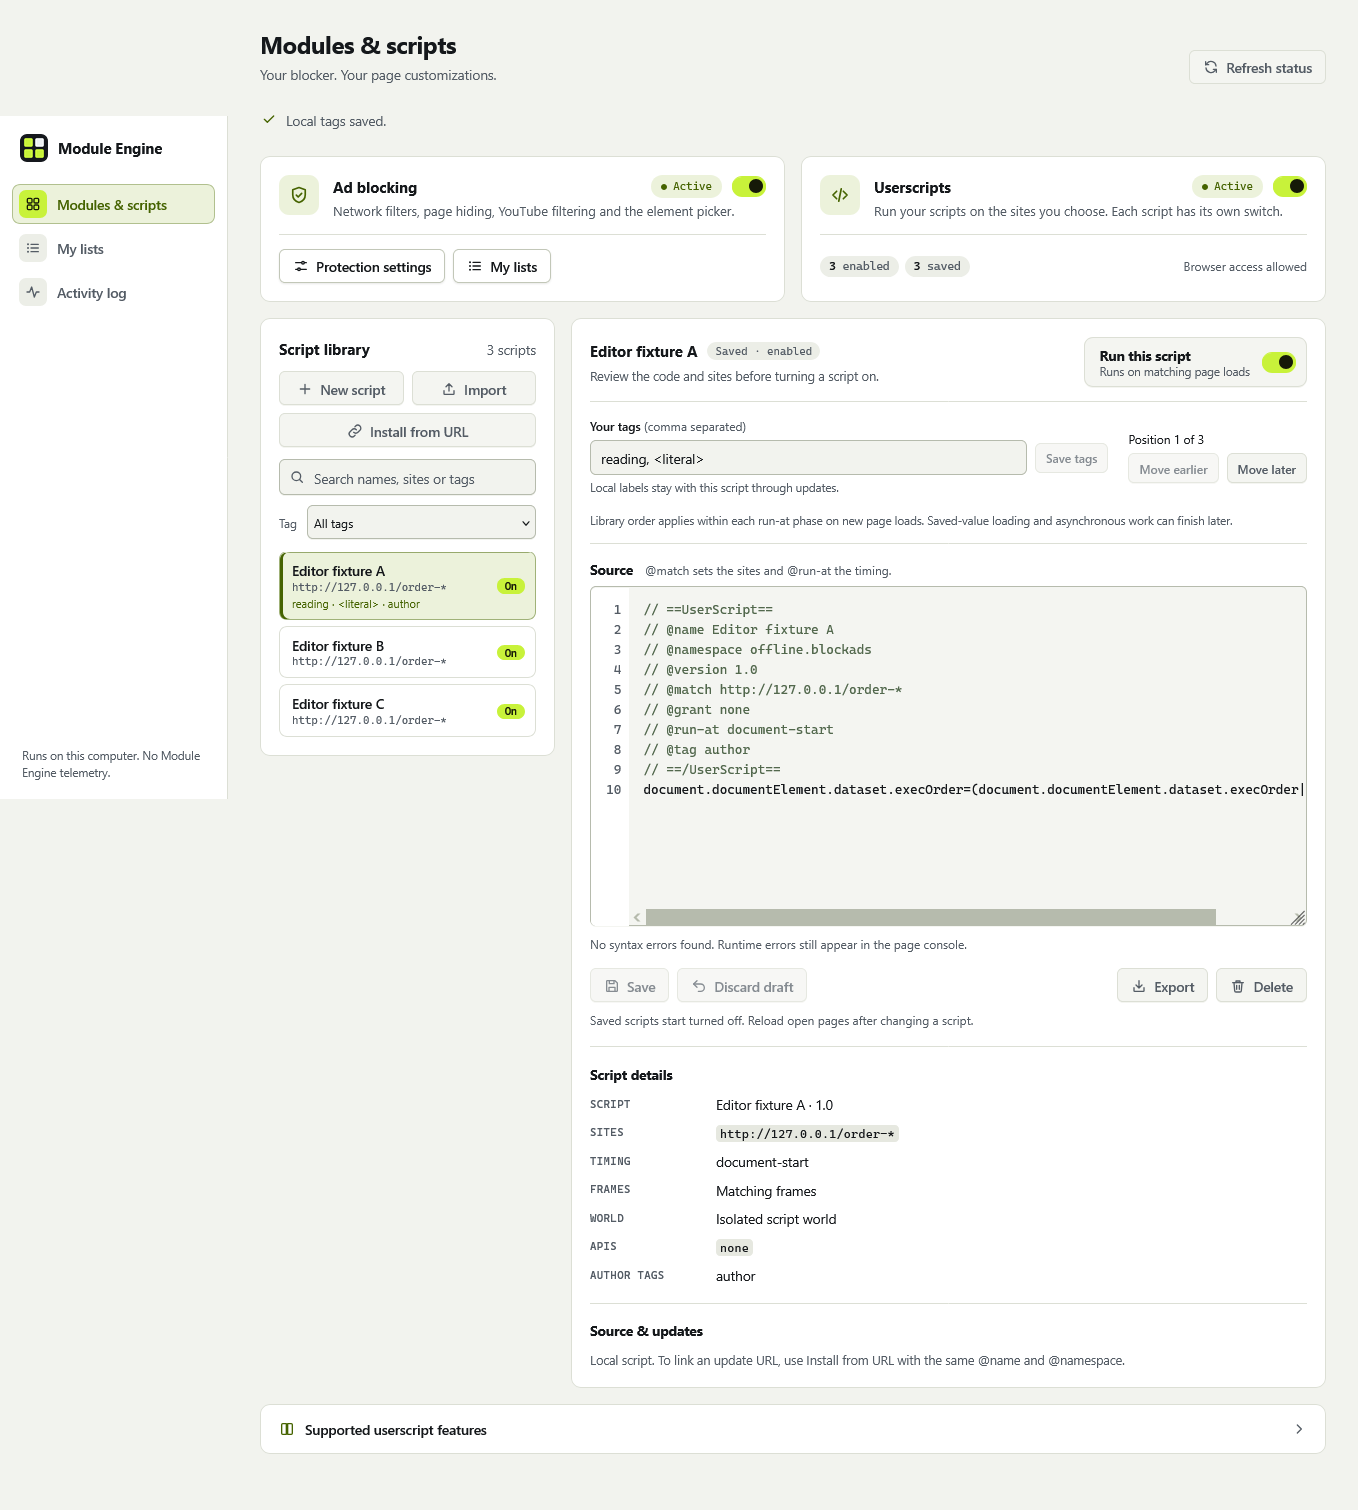 Modules & scripts
Your blocker. Your page customizations.
Refresh status
Local tags saved.
Module Engine
Modules & scripts
My lists
Activity log
Runs on this computer. No Module
Engine telemetry.
Ad blocking
Active
Network filters, page hiding, YouTube filtering and the element picker.
Protection settings
My lists
Userscripts
Active
Run your scripts on the sites you choose. Each script has its own switch.
3 enabled
3 saved
Browser access allowed
Script library
3 scripts
New script
Import
Install from URL
Search names, sites or tags
Tag
All tags
Editor fixture A
http://127.0.0.1/order-*
reading · <literal> · author
On
Editor fixture B
http://127.0.0.1/order-*
On
Editor fixture C
http://127.0.0.1/order-*
On
Editor fixture A
Saved · enabled
Review the code and sites before turning a script on.
Run this script
Runs on matching page loads
Your tags (comma separated)
reading, <literal>
Save tags
Local labels stay with this script through updates.
Position 1 of 3
Move earlier
Move later
Library order applies within each run-at phase on new page loads. Saved-value loading and asynchronous work can finish later.
Source @match sets the sites and @run-at the timing.
1 // ==UserScript==
2 // @name Editor fixture A
3 // @namespace offline.blockads
4 // @version 1.0
5 // @match http://127.0.0.1/order-*
6 // @grant none
7 // @run-at document-start
8 // @tag author
9 // ==/UserScript==
10 document.documentElement.dataset.execOrder=(document.documentElement.dataset.execOrder|
No syntax errors found. Runtime errors still appear in the page console.
Save
Discard draft
Export
Delete
Saved scripts start turned off. Reload open pages after changing a script.
Script details
SCRIPT Editor fixture A · 1.0
SITES http://127.0.0.1/order-*
TIMING document-start
FRAMES Matching frames
WORLD Isolated script world
APIS none
AUTHOR TAGS author
Source & updates
Local script. To link an update URL, use Install from URL with the same @name and @namespace.
Supported userscript features